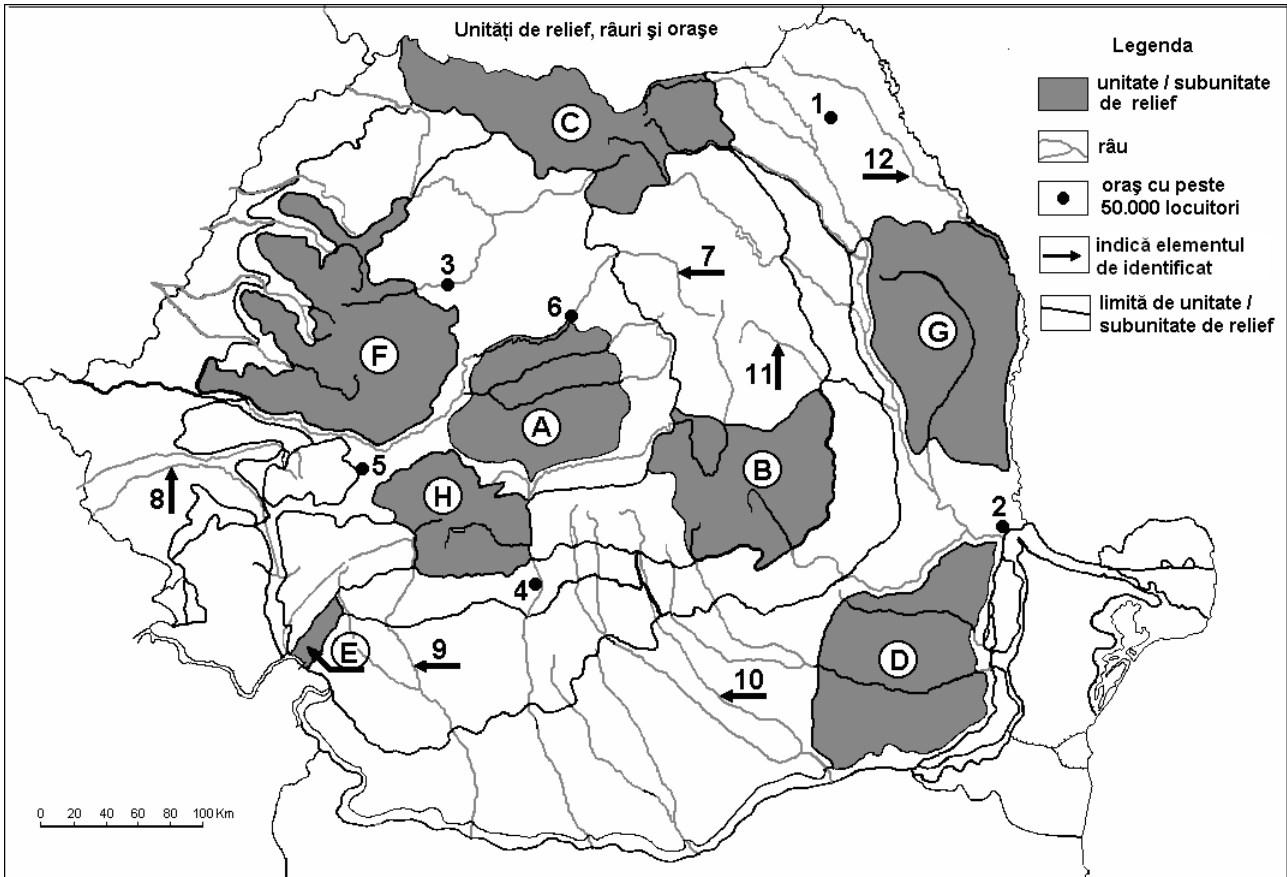 Unități de relief, râuri și orașe
Legenda
unitate / subunitate
de relief
râu
oraș cu peste
50.000 locuitori
indică elementul
de identificat
limită de unitate /
subunitate de relief
C
1
12
7
3
6
G
F
11
A
5
B
H
8
2
4
E
9
D
10
0 20 40 60 80 100 Km